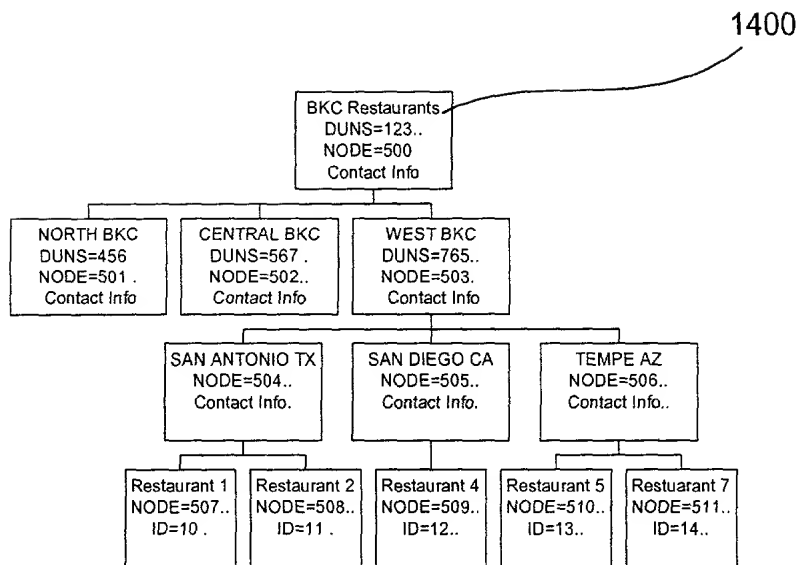 1400
BKC Restaurants
DUNS=123..
NODE=500
Contact Info
NORTH BKC
DUNS=456
NODE=501 .
Contact Info
CENTRAL BKC
DUNS=567 .
NODE=502..
Contact Info
WEST BKC
DUNS=765..
NODE=503.
Contact Info
SAN ANTONIO TX
NODE=504..
Contact Info.
SAN DIEGO CA
NODE=505..
Contact Info.
TEMPE AZ
NODE=506..
Contact Info..
Restaurant 1
NODE=507..
ID=10 .
Restaurant 2
NODE=508..
ID=11 .
Restaurant 4
NODE=509..
ID=12..
Restaurant 5
NODE=510..
ID=13..
Restuarant 7
NODE=511..
ID=14..